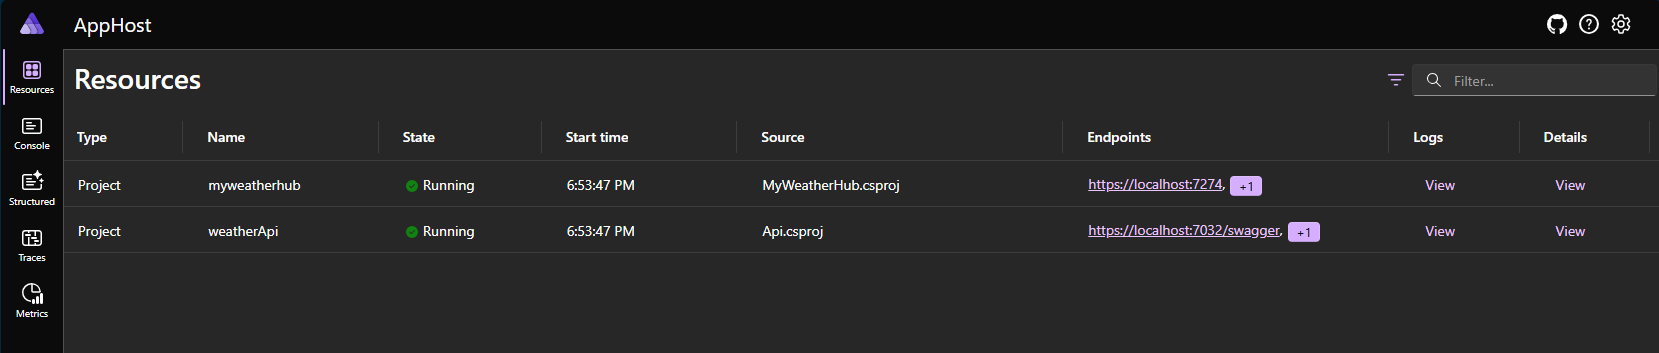 AppHost
Resources
Console
Structured
Traces
Metrics
Resources
Filter...
Type Name State Start time Source Endpoints Logs Details
Project myweatherhub Running 6:53:47 PM MyWeatherHub.csproj https://localhost:7274, +1 View View
Project weatherApi Running 6:53:47 PM Api.csproj https://localhost:7032/swagger, +1 View View